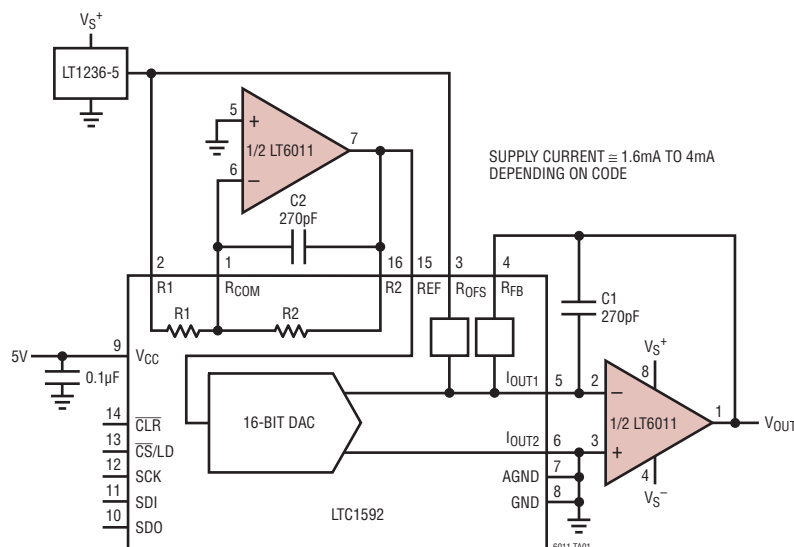 VS+
LT1236-5
5
+
1/2 LT6011
7
6
–
C2
270pF
SUPPLY CURRENT ≅ 1.6mA TO 4mA
DEPENDING ON CODE
2
1
16
15
3
4
R1
RCOM
R2
REF
ROFS
RFB
R1
R2
C1
270pF
5V
9
VCC
0.1µF
16-BIT DAC
IOUT1
5
2
–
VS+
8
1/2 LT6011
1
VOUT
IOUT2
6
3
+
4
VS–
14
CLR
13
CS/LD
12
SCK
11
SDI
10
SDO
AGND
7
GND
8
LTC1592
6011 TA01